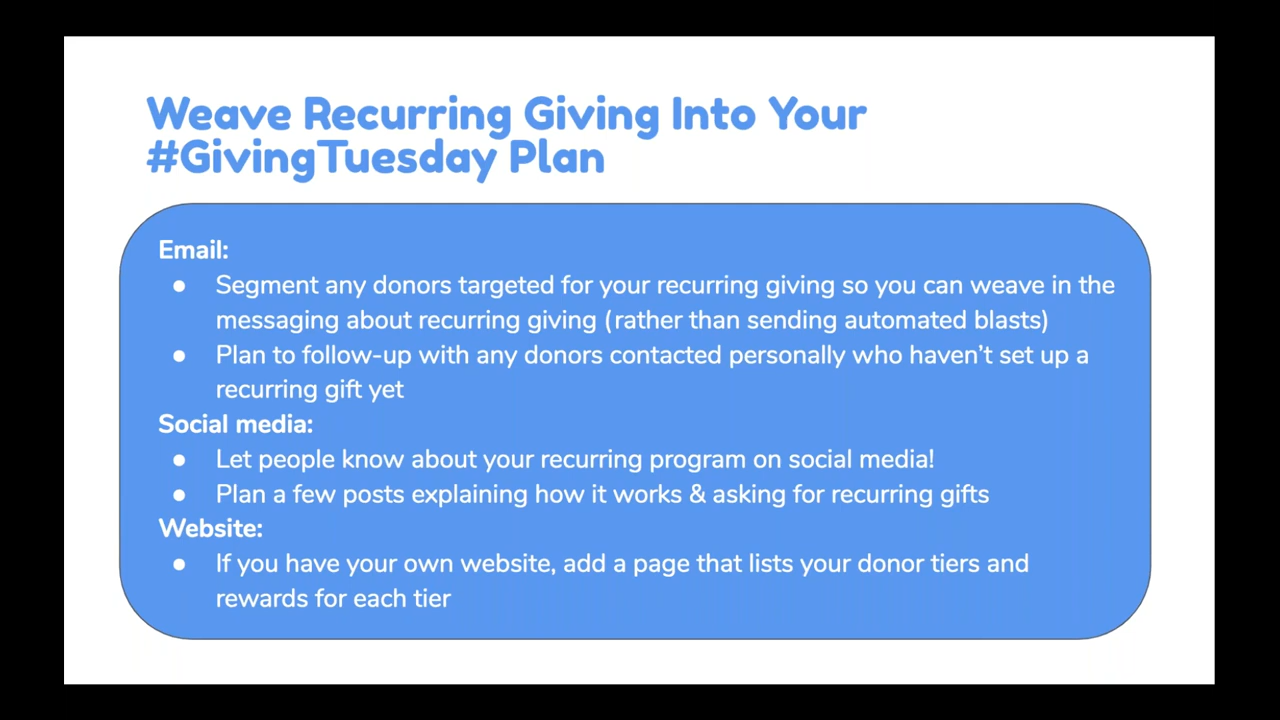 Weave Recurring Giving Into Your
#GivingTuesday Plan
Email:
● Segment any donors targeted for your recurring giving so you can weave in the
messaging about recurring giving (rather than sending automated blasts)
● Plan to follow-up with any donors contacted personally who haven’t set up a
recurring gift yet
Social media:
● Let people know about your recurring program on social media!
● Plan a few posts explaining how it works & asking for recurring gifts
Website:
● If you have your own website, add a page that lists your donor tiers and
rewards for each tier